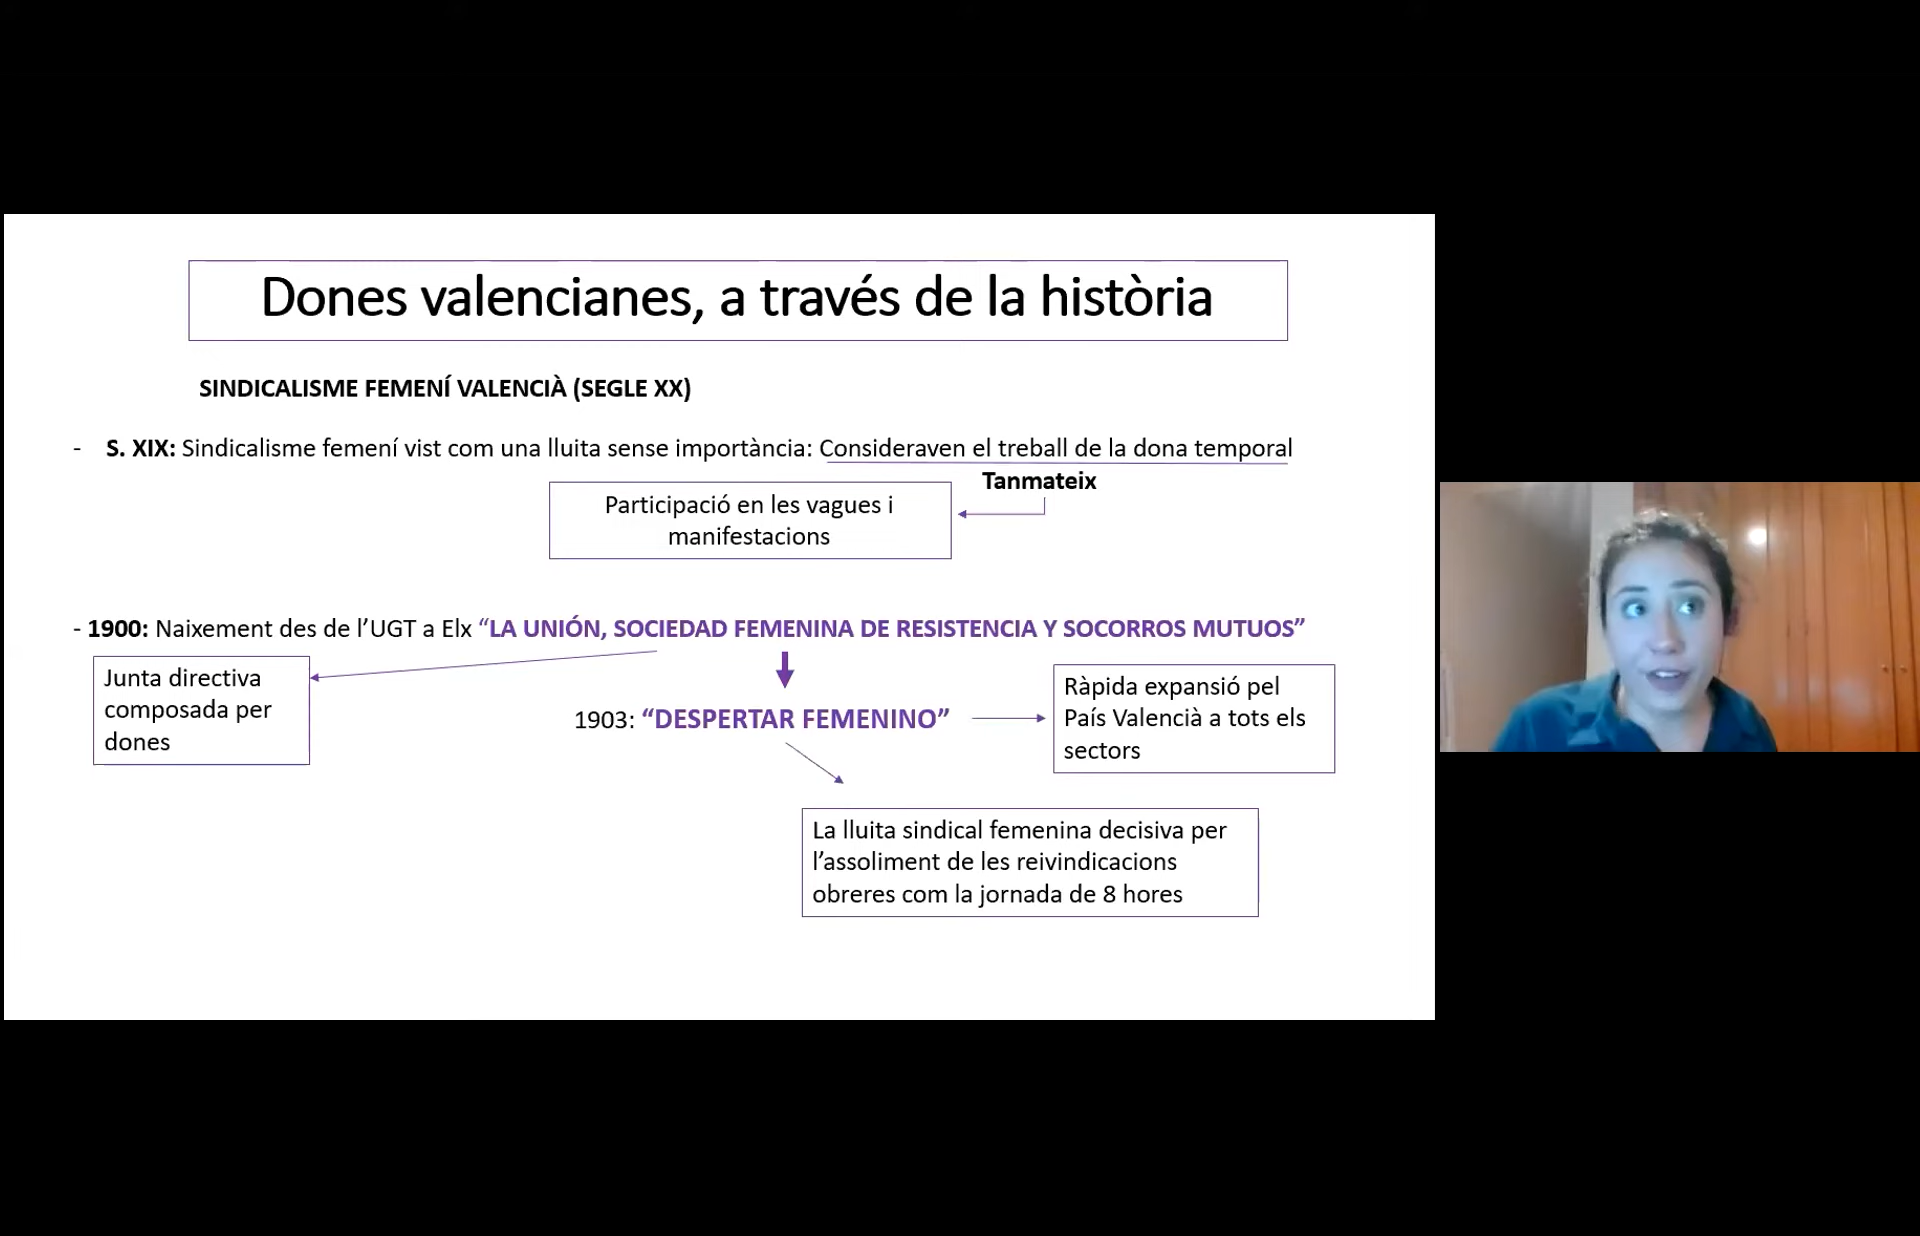 Dones valencianes, a través de la història
SINDICALISME FEMENÍ VALENCIÀ (SEGLE XX)
- S. XIX: Sindicalisme femení vist com una lluita sense importància: Consideraven el treball de la dona temporal
Tanmateix
Participació en les vagues i
manifestacions
- 1900: Naixement des de l’UGT a Elx “LA UNIÓN, SOCIEDAD FEMENINA DE RESISTENCIA Y SOCORROS MUTUOS”
Junta directiva
composada per
dones
1903: “DESPERTAR FEMENINO”
Ràpida expansió pel
País Valencià a tots els
sectors
La lluita sindical femenina decisiva per
l’assoliment de les reivindicacions
obreres com la jornada de 8 hores